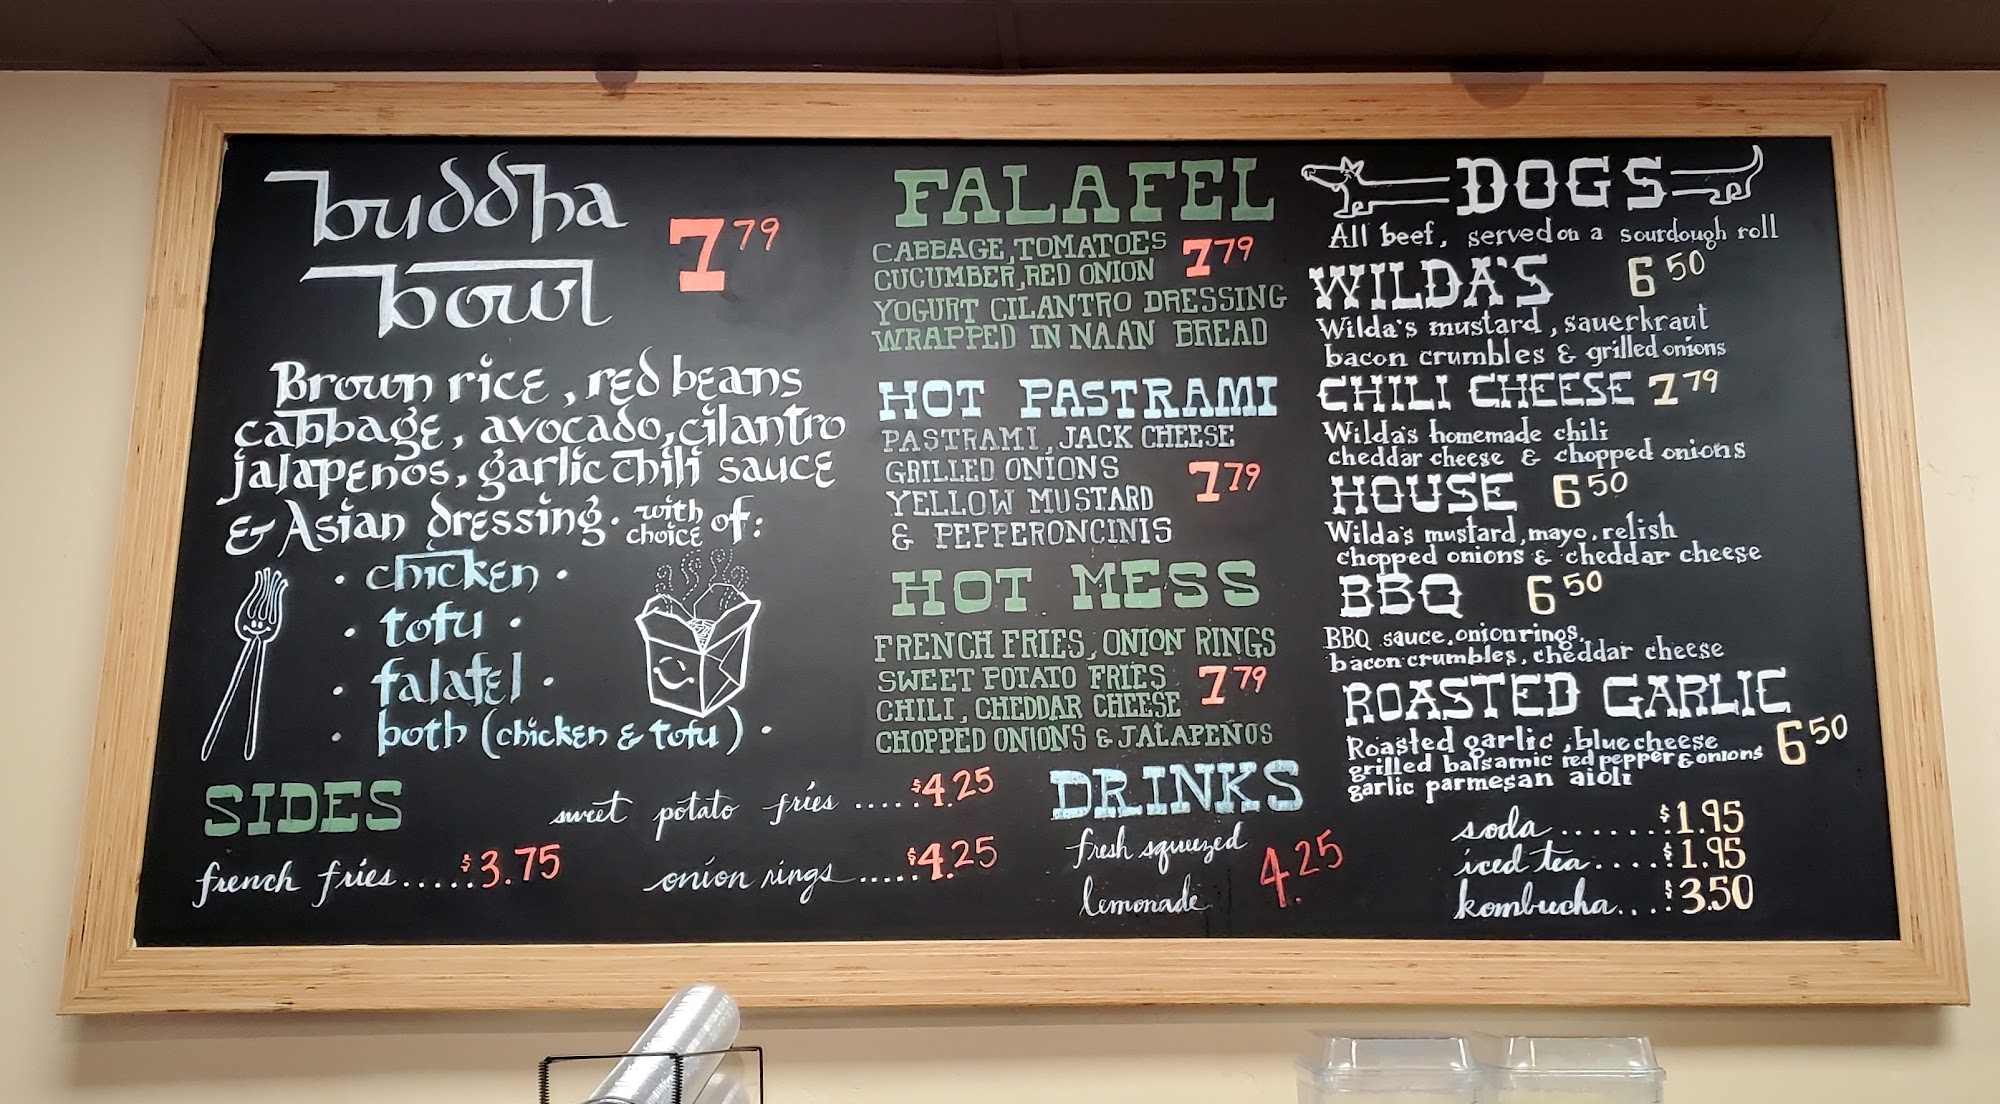 buddha
bowl
7 79
Brown rice, red beans
cabbage, avocado, cilantro
jalapenos, garlic chili sauce
& Asian dressing. with choice of:
• chicken •
• tofu •
• falafel •
• both (chicken & tofu) •
FALAFEL
CABBAGE, TOMATOES
CUCUMBER, RED ONION 7 79
YOGURT CILANTRO DRESSING
WRAPPED IN NAAN BREAD
HOT PASTRAMI
PASTRAMI, JACK CHEESE
GRILLED ONIONS 7 79
YELLOW MUSTARD
& PEPPERONCINIS
HOT MESS
FRENCH FRIES, ONION RINGS
SWEET POTATO FRIES 7 79
CHILI, CHEDDAR CHEESE
CHOPPED ONIONS & JALAPENOS
DOGS
All beef, served on a sourdough roll
WILDA'S 6 50
Wilda's mustard, sauerkraut
bacon crumbles & grilled onions
CHILI CHEESE 7 79
Wilda's homemade chili
cheddar cheese & chopped onions
HOUSE 6 50
Wilda's mustard, mayo, relish
chopped onions & cheddar cheese
BBQ 6 50
BBQ sauce, onion rings,
bacon crumbles, cheddar cheese
ROASTED GARLIC
Roasted garlic, blue cheese 6 50
grilled balsamic red pepper & onions
garlic parmesan aioli
SIDES
french fries.....$3.75
sweet potato fries.....$4.25
onion rings.....$4.25
DRINKS
fresh squeezed
lemonade 4.25
soda.......$1.95
iced tea.....$1.95
kombucha...$3.50